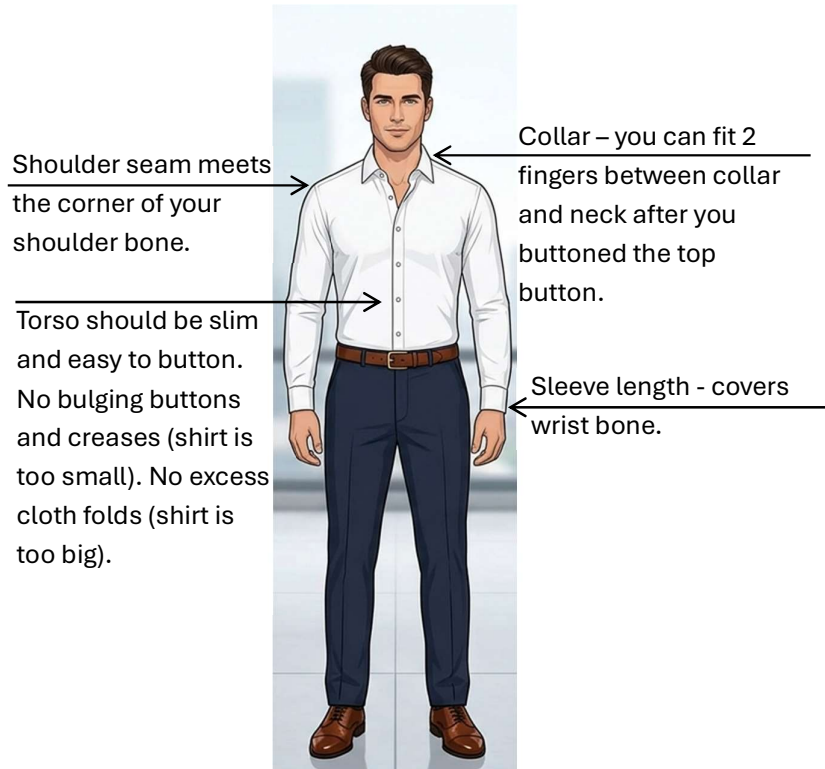 Shoulder seam meets
the corner of your
shoulder bone.
Torso should be slim
and easy to button.
No bulging buttons
and creases (shirt is
too small). No excess
cloth folds (shirt is
too big).
Collar – you can fit 2
fingers between collar
and neck after you
buttoned the top
button.
Sleeve length - covers
wrist bone.